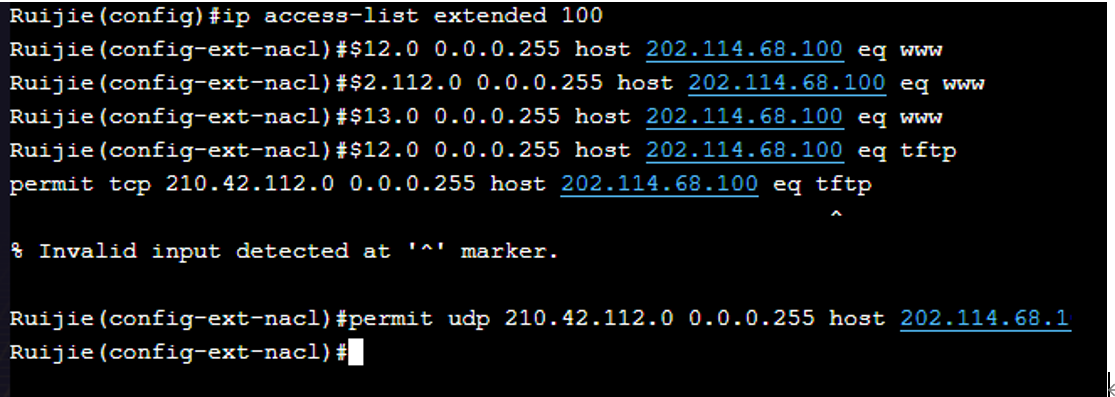 Ruijie(config)#ip access-list extended 100
Ruijie(config-ext-nacl)#$12.0 0.0.0.255 host 202.114.68.100 eq www
Ruijie(config-ext-nacl)#$2.112.0 0.0.0.255 host 202.114.68.100 eq www
Ruijie(config-ext-nacl)#$13.0 0.0.0.255 host 202.114.68.100 eq www
Ruijie(config-ext-nacl)#$12.0 0.0.0.255 host 202.114.68.100 eq tftp
permit tcp 210.42.112.0 0.0.0.255 host 202.114.68.100 eq tftp
^
% Invalid input detected at '^' marker.
Ruijie(config-ext-nacl)#permit udp 210.42.112.0 0.0.0.255 host 202.114.68.1
Ruijie(config-ext-nacl)#